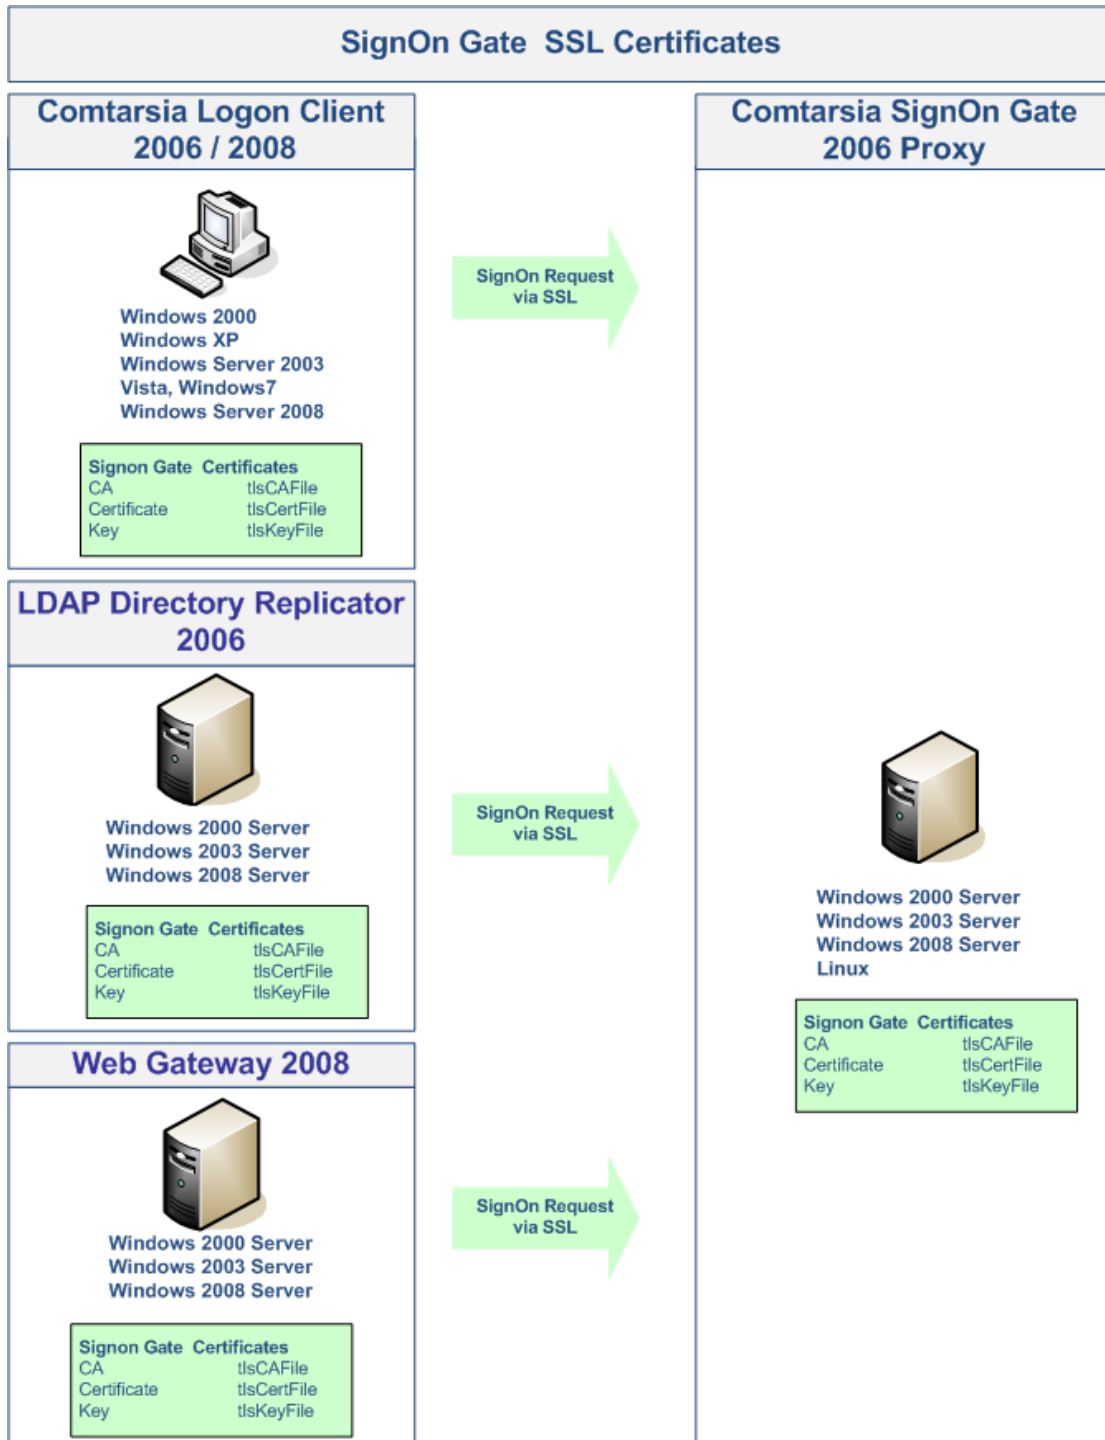 SignOn Gate SSL Certificates
Comtarsia Logon Client
2006 / 2008
Windows 2000
Windows XP
Windows Server 2003
Vista, Windows7
Windows Server 2008
Signon Gate Certificates
CA tlsCAFile
Certificate tlsCertFile
Key tlsKeyFile
SignOn Request
via SSL
LDAP Directory Replicator
2006
Windows 2000 Server
Windows 2003 Server
Windows 2008 Server
Signon Gate Certificates
CA tlsCAFile
Certificate tlsCertFile
Key tlsKeyFile
SignOn Request
via SSL
Web Gateway 2008
Windows 2000 Server
Windows 2003 Server
Windows 2008 Server
Signon Gate Certificates
CA tlsCAFile
Certificate tlsCertFile
Key tlsKeyFile
SignOn Request
via SSL
Comtarsia SignOn Gate
2006 Proxy
Windows 2000 Server
Windows 2003 Server
Windows 2008 Server
Linux
Signon Gate Certificates
CA tlsCAFile
Certificate tlsCertFile
Key tlsKeyFile